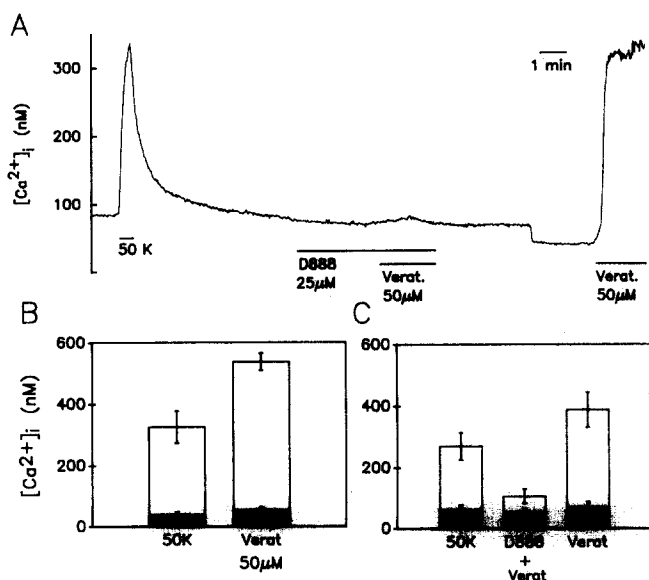 A
[Ca²⁺]ᵢ (nM)
300
200
100
1 min
50 K
D888
25μM
Verat.
50μM
Verat.
50μM
B
[Ca²⁺]ᵢ (nM)
600
400
200
0
50K
Verat
50μM
C
600
400
200
0
50K
D888
+
Verat
Verat